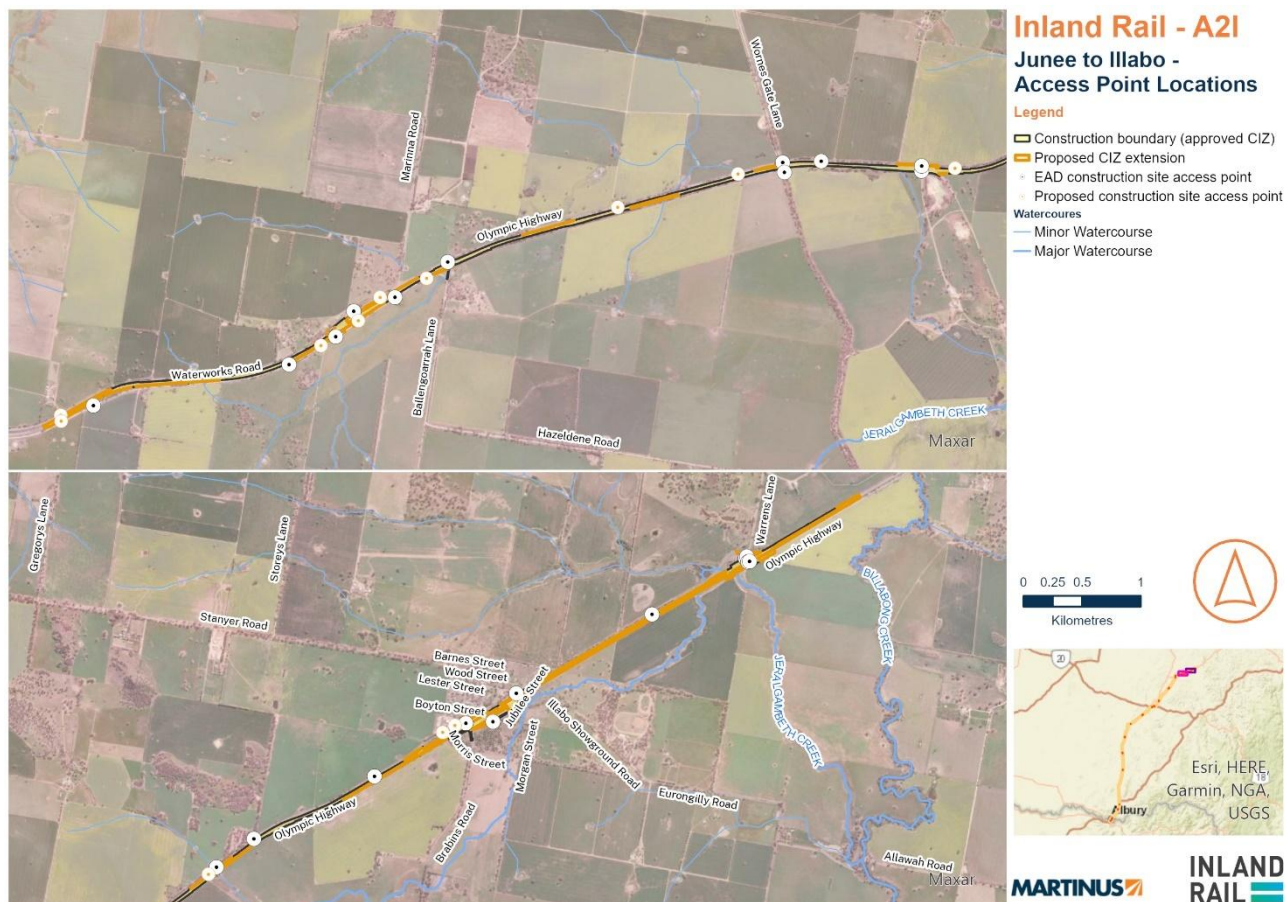 Inland Rail - A2I
Junee to Illabo -
Access Point Locations
Legend
Construction boundary (approved CIZ)
Proposed CIZ extension
EAD construction site access point
Proposed construction site access point
Watercoures
Minor Watercourse
Major Watercourse
Wornes Gate Lane
Marinna Road
Olympic Highway
Waterworks Road
Ballengoarrah Lane
Hazeldene Road
JERALGAMBETH CREEK
Maxar
Gregorys Lane
Storeys Lane
Stanyer Road
Warrens Lane
Olympic Highway
BILLABONG CREEK
JERALGAMBETH CREEK
Barnes Street
Wood Street
Lester Street
Jubilee Street
Boyton Street
Morris Street
Morgan Street
Illabo Showground Road
Eurongilly Road
Olympic Highway
Brabins Road
Allawah Road
Maxar
0 0.25 0.5 1
Kilometres
20
18
lbury
Esri, HERE,
Garmin, NGA,
USGS
MARTINUS
INLAND
RAIL